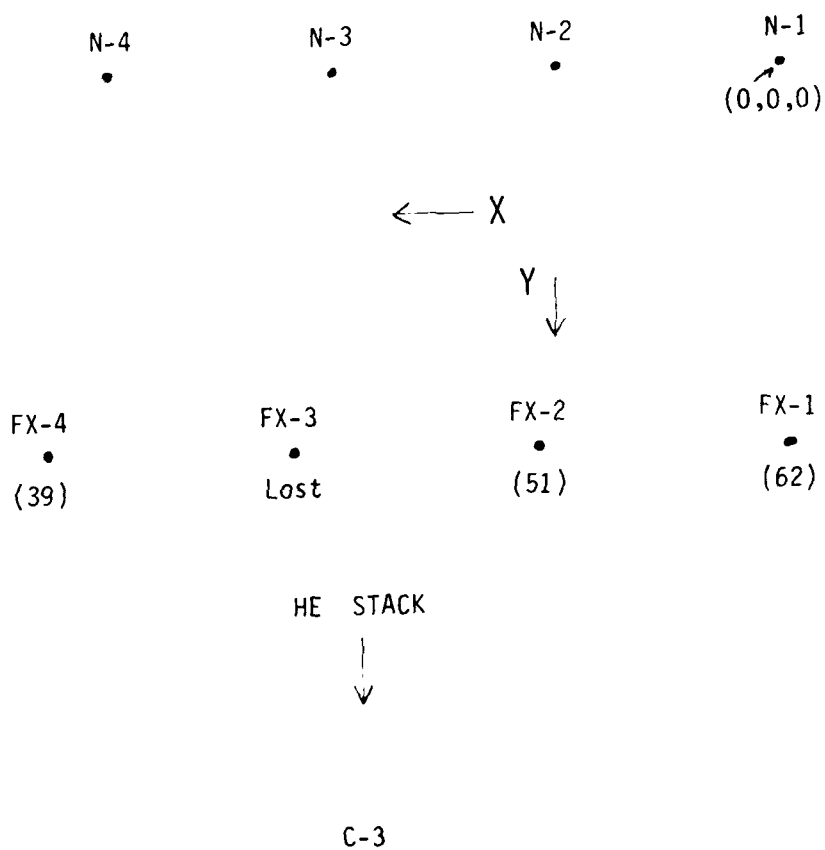 N-4 N-3 N-2 N-1
(0,0,0)
X
Y
FX-4 FX-3 FX-2 FX-1
(39) Lost (51) (62)
HE STACK
C-3